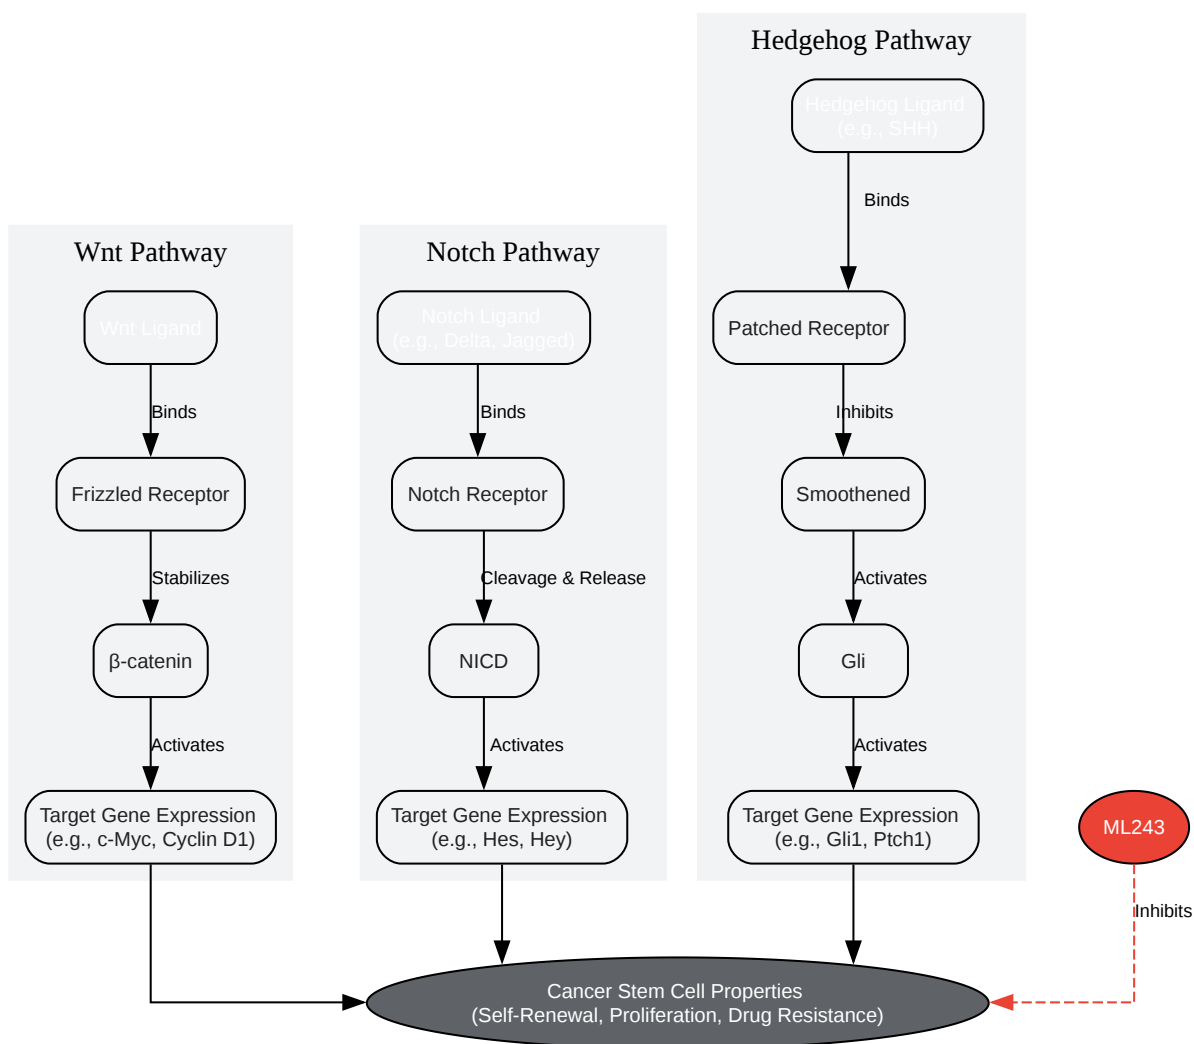 Hedgehog Pathway
Hedgehog Ligand
(e.g., SHH)
Binds
Patched Receptor
Inhibits
Smoothened
Activates
Gli
Activates
Target Gene Expression
(e.g., Gli1, Ptch1)
Wnt Pathway
Wnt Ligand
Binds
Frizzled Receptor
Stabilizes
β-catenin
Activates
Target Gene Expression
(e.g., c-Myc, Cyclin D1)
Notch Pathway
Notch Ligand
(e.g., Delta, Jagged)
Binds
Notch Receptor
Cleavage & Release
NICD
Activates
Target Gene Expression
(e.g., Hes, Hey)
ML243
Inhibits
Cancer Stem Cell Properties
(Self-Renewal, Proliferation, Drug Resistance)